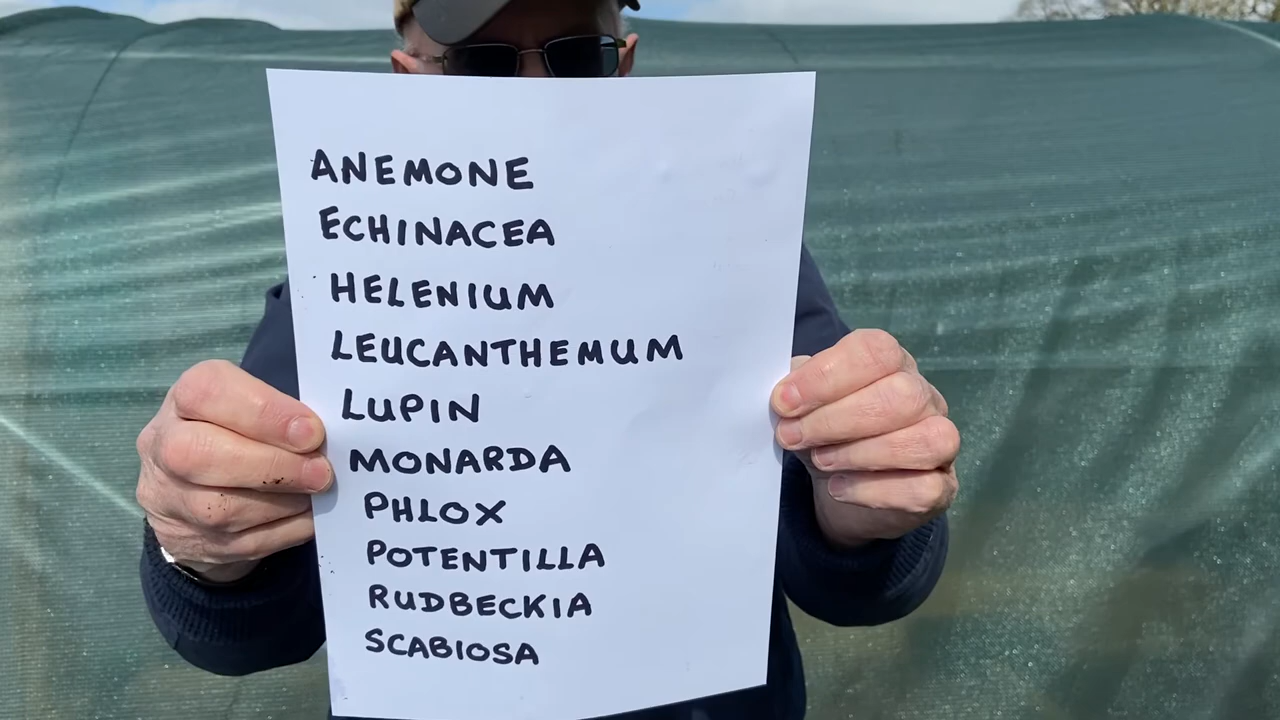 ANEMONE
ECHINACEA
HELENIUM
LEUCANTHEMUM
LUPIN
MONARDA
PHLOX
POTENTILLA
RUDBECKIA
SCABIOSA